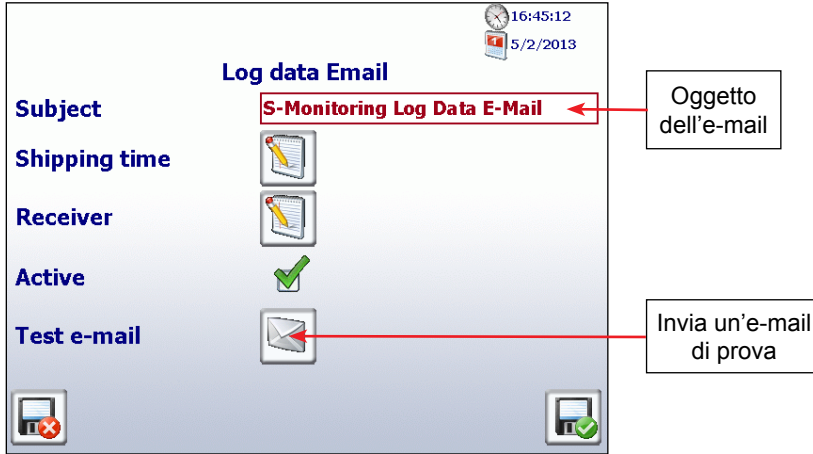 16:45:12
1
5/2/2013
Log data Email
Subject
S-Monitoring Log Data E-Mail
Oggetto
dell'e-mail
Shipping time
Receiver
Active
Test e-mail
Invia un'e-mail
di prova